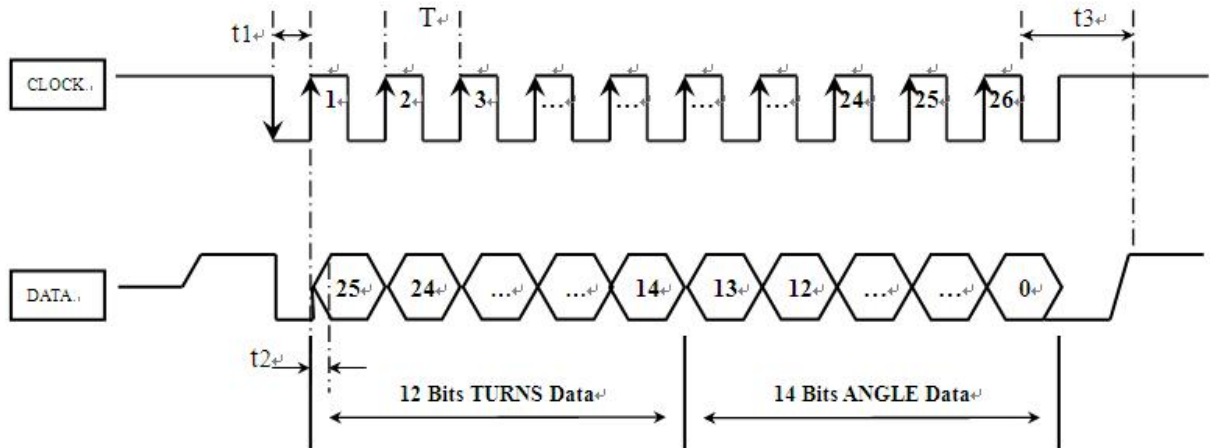 t1 T t3
CLOCK.
1 2 3 ... ... ... ... 24 25 26
DATA.
25 24 ... ... 14 13 12 ... ... 0
t2
12 Bits TURNS Data 14 Bits ANGLE Data